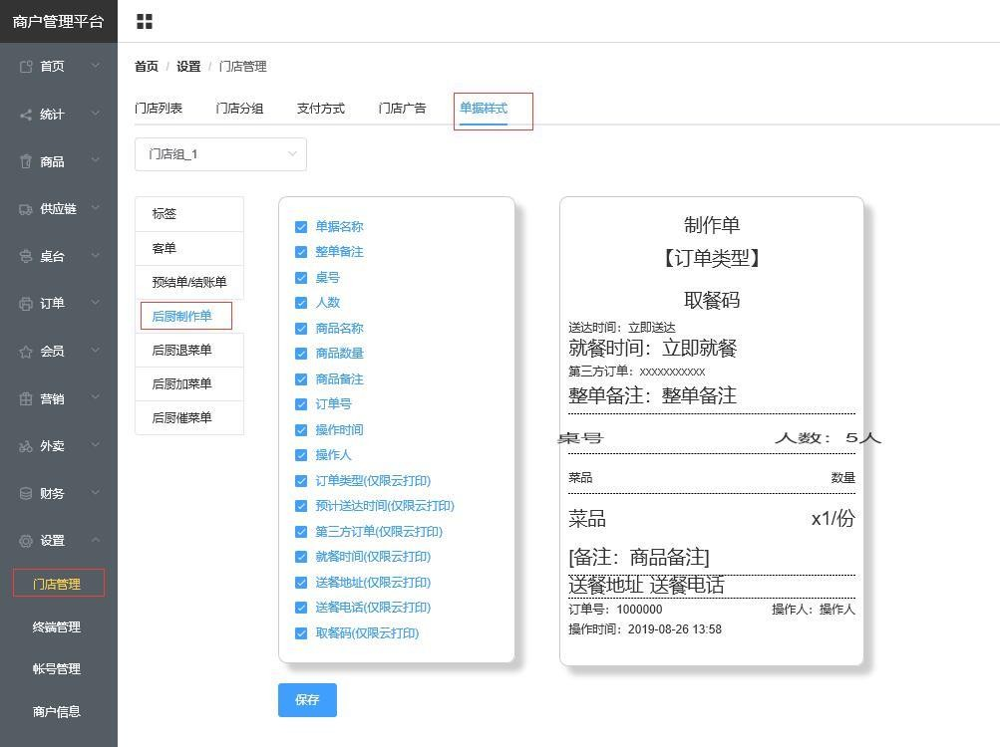 商户管理平台
首页
统计
商品
供应链
桌台
订单
会员
营销
外卖
财务
设置
门店管理
终端管理
帐号管理
商户信息
首页 / 设置 / 门店管理
门店列表 门店分组 支付方式 门店广告 单据样式
门店组_1
标签
客单
预结单/结账单
后厨制作单
后厨退菜单
后厨加菜单
后厨催菜单
单据名称
整单备注
桌号
人数
商品名称
商品数量
商品备注
订单号
操作时间
操作人
订单类型(仅限云打印)
预计送达时间(仅限云打印)
第三方订单(仅限云打印)
就餐时间(仅限云打印)
送餐地址(仅限云打印)
送餐电话(仅限云打印)
取餐码(仅限云打印)
保存
制作单
【订单类型】
取餐码
送达时间：立即送达
就餐时间：立即就餐
第三方订单：xxxxxxxxxxx
整单备注：整单备注
桌号 人数：5人
菜品 数量
菜品 x1/份
[备注：商品备注]
送餐地址 送餐电话
订单号：1000000 操作人：操作人
操作时间：2019-08-26 13:58